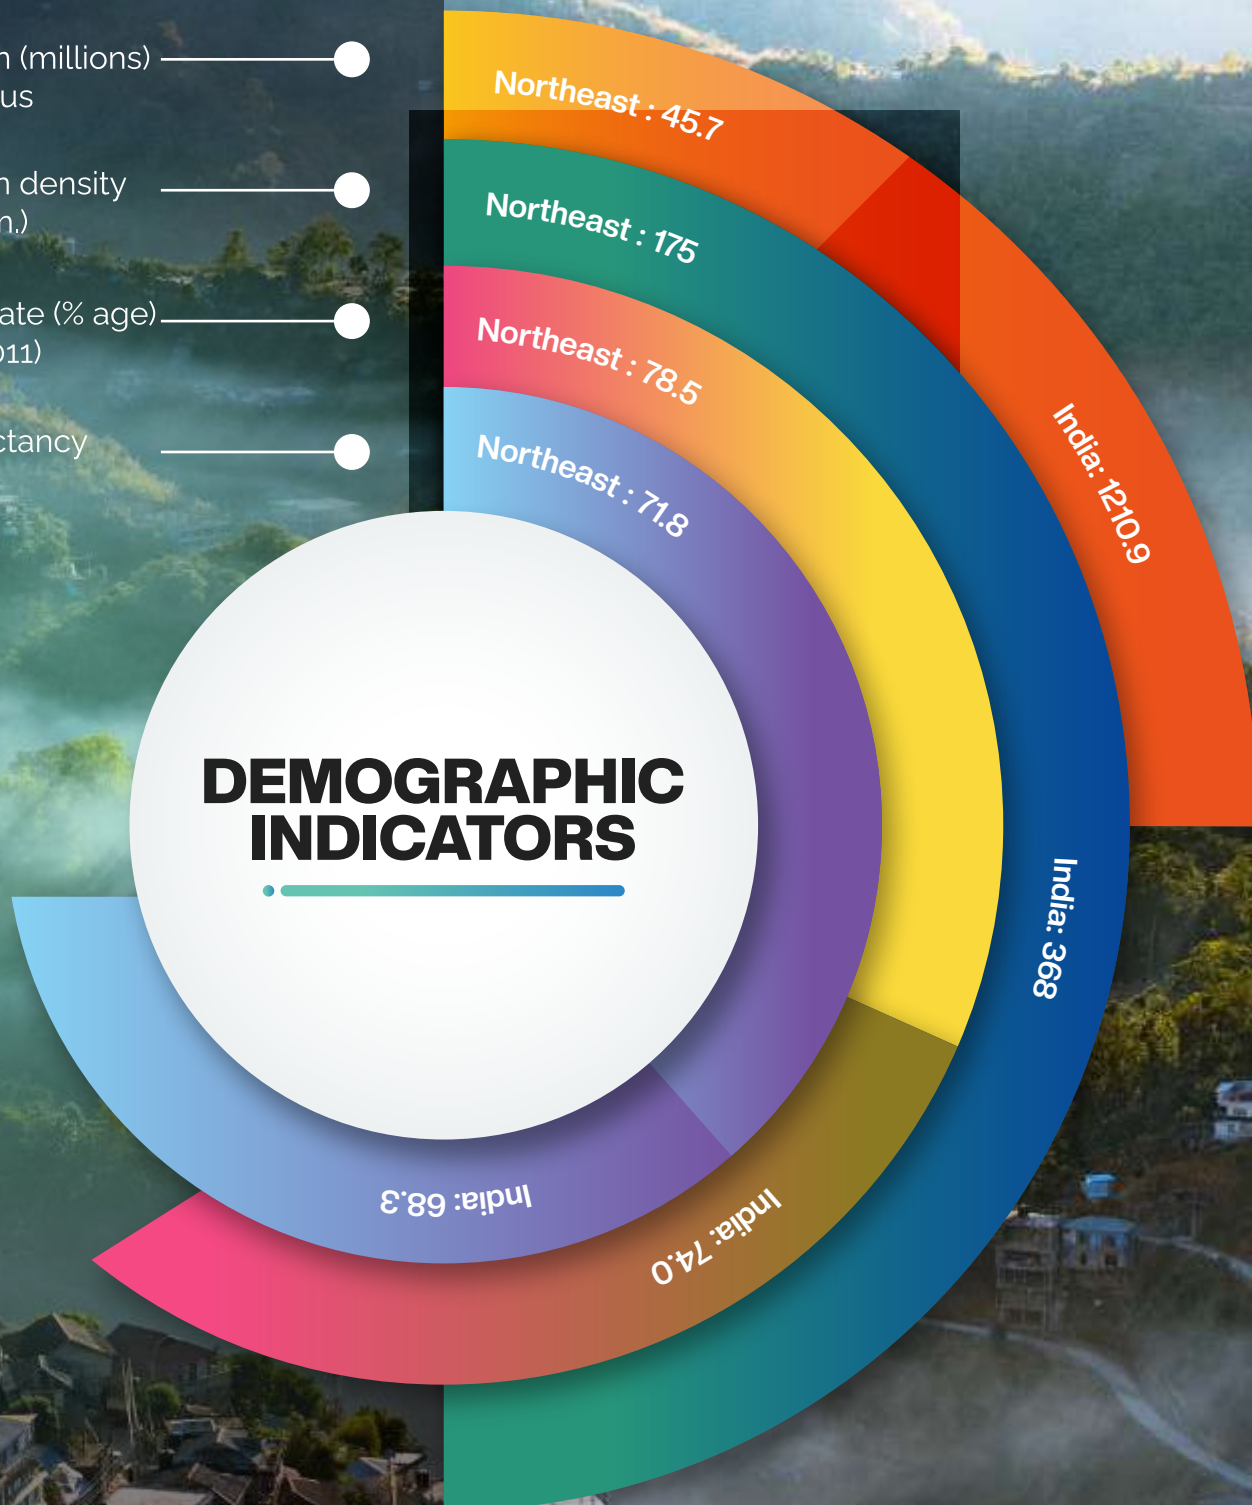 n (millions)
us
n density
n.)
ate (% age)
011)
ctancy
Northeast : 45.7
India: 1210.9
Northeast : 175
India: 368
Northeast : 78.5
India: 74.0
Northeast : 71.8
India: 68.3
DEMOGRAPHIC
INDICATORS